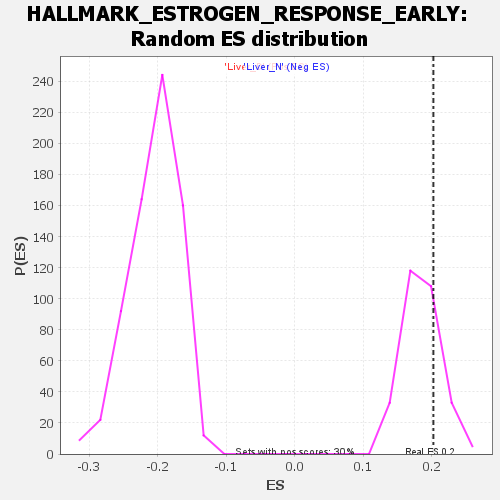 HALLMARK_ESTROGEN_RESPONSE_EARLY:
Random ES distribution
'Liv 'Liver_N' (Neg ES)
240
220
200
180
160
140
120
100
80
60
40
20
0
P(ES)
Sets with pos scores: 30%
Real ES 0.2
-0.3 -0.2 -0.1 0.0 0.1 0.2
ES